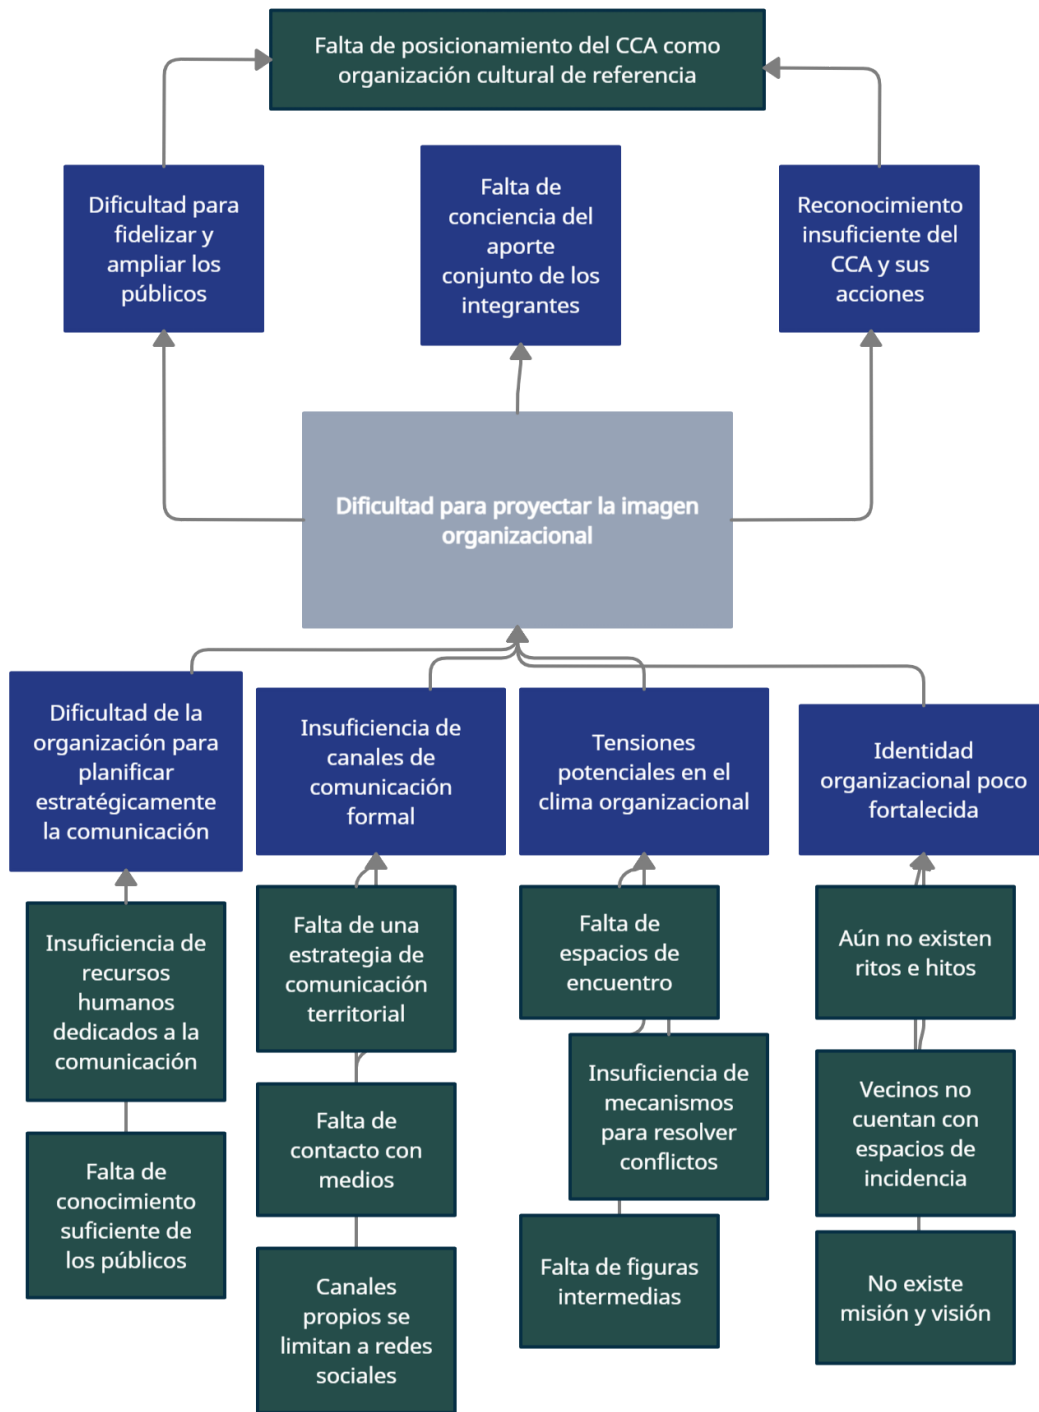 Falta de posicionamiento del CCA como
organización cultural de referencia
Dificultad para
fidelizar y
ampliar los
públicos
Falta de
conciencia del
aporte
conjunto de los
integrantes
Reconocimiento
insuficiente del
CCA y sus
acciones
Dificultad para proyectar la imagen
organizacional
Dificultad de la
organización para
planificar
estratégicamente
la comunicación
Insuficiencia de
canales de
comunicación
formal
Tensiones
potenciales en el
clima organizacional
Identidad
organizacional poco
fortalecida
Insuficiencia de
recursos
humanos
dedicados a la
comunicación
Falta de una
estrategia de
comunicación
territorial
Falta de
espacios de
encuentro
Aún no existen
ritos e hitos
Falta de
conocimiento
suficiente de
los públicos
Falta de
contacto con
medios
Insuficiencia de
mecanismos
para resolver
conflictos
Vecinos no
cuentan con
espacios de
incidencia
Canales
propios se
limitan a redes
sociales
Falta de figuras
intermedias
No existe
misión y visión